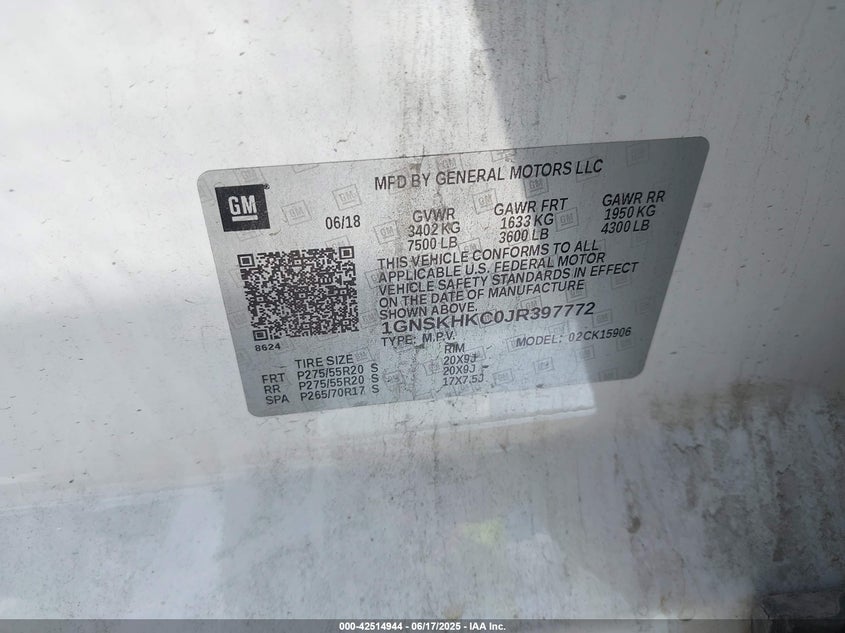 MFD BY GENERAL MOTORS LLC
GM
06/18
GVWR GAWR FRT GAWR RR
3402 KG 1633 KG 1950 KG
7500 LB 3600 LB 4300 LB
THIS VEHICLE CONFORMS TO ALL
APPLICABLE U.S. FEDERAL MOTOR
VEHICLE SAFETY STANDARDS IN EFFECT
ON THE DATE OF MANUFACTURE
SHOWN ABOVE.
1GNSKHKC0JR397772
8624
TYPE: M.P.V. MODEL: 02CK15906
TIRE SIZE RIM
FRT P275/55R20 S 20X9J
RR P275/55R20 S 20X9J
SPA P265/70R17 S 17X7.5J
000-42514944 - 06/17/2025 - IAA Inc.